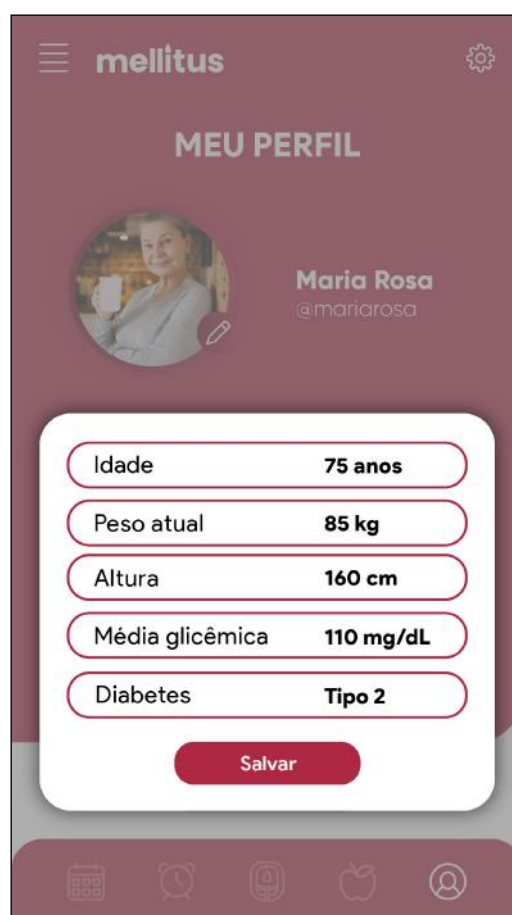 mellitus
MEU PERFIL
Maria Rosa
@mariarosa
Idade 75 anos
Peso atual 85 kg
Altura 160 cm
Média glicêmica 110 mg/dL
Diabetes Tipo 2
Salvar